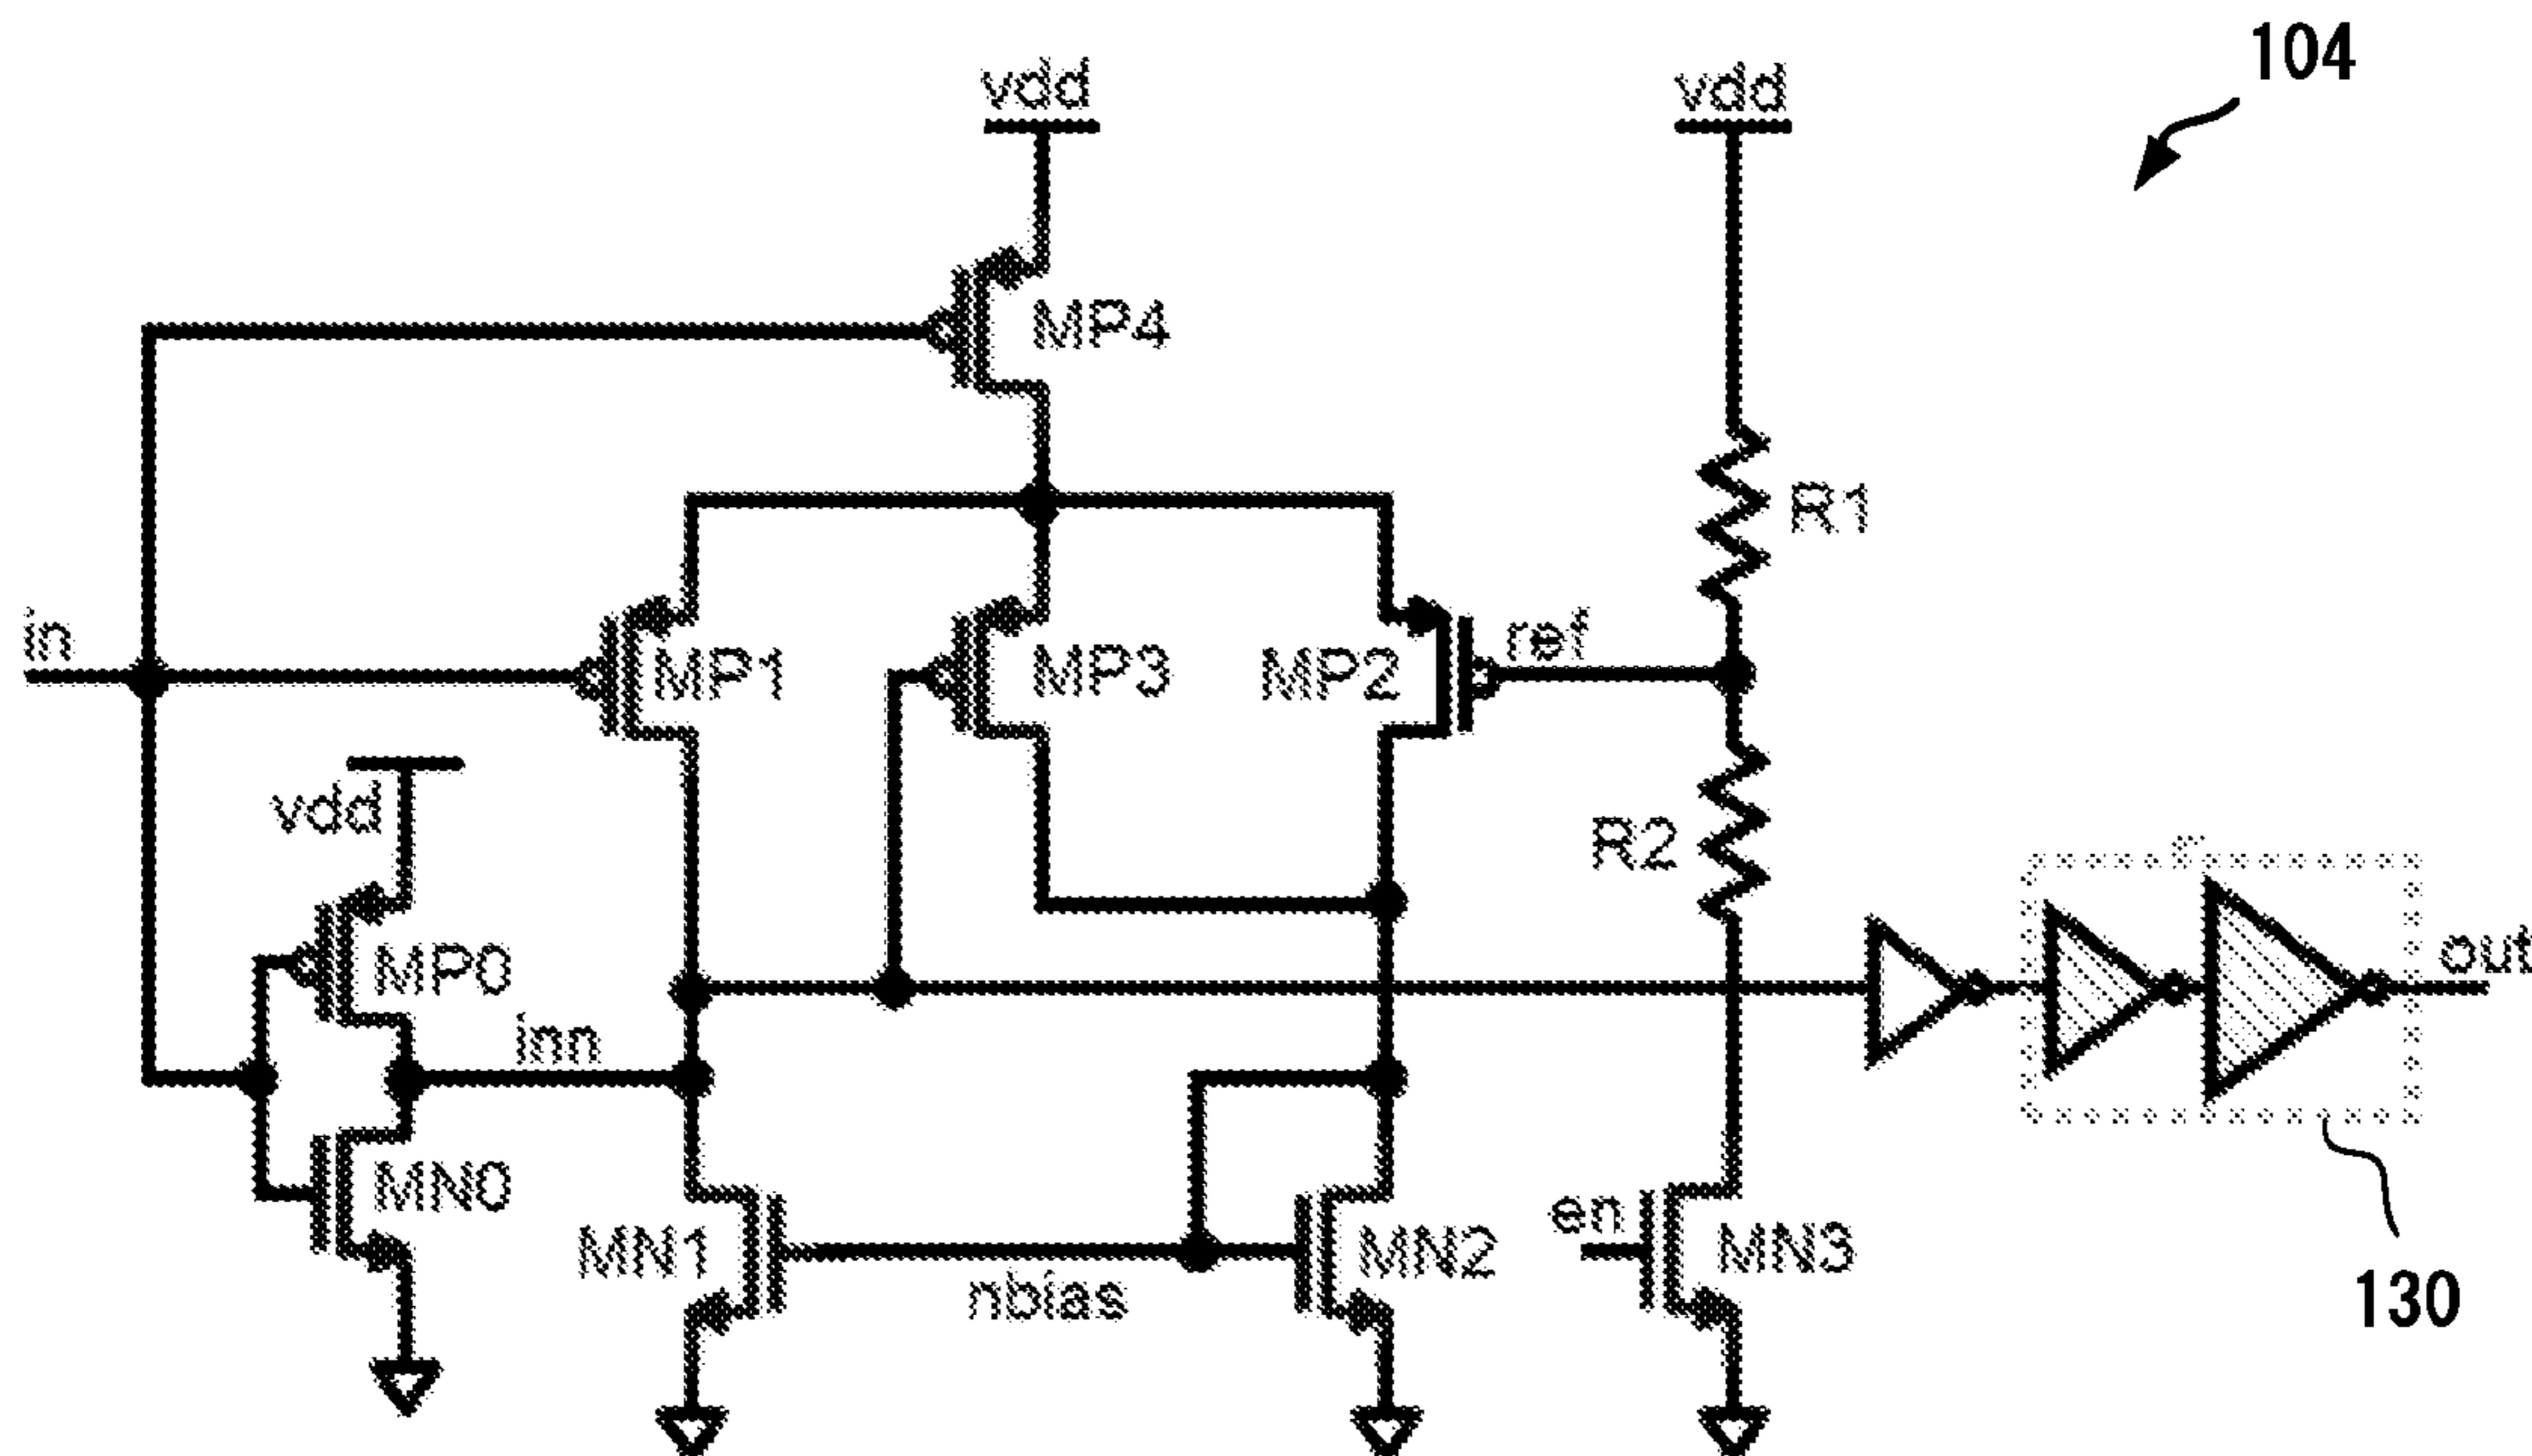 104
vdd
vdd
MP4
R1
in
MP1
MP3
MP2
ref
vdd
R2
MP0
out
inn
MN0
MN1
nbias
MN2
en
MN3
130